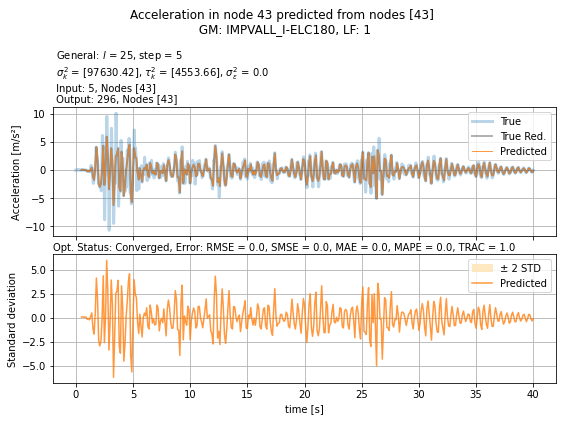 Acceleration in node 43 predicted from nodes [43]
GM: IMPVALL_I-ELC180, LF: 1
General: l = 25, step = 5
σ²ₖ = [97630.42], τ²ₖ = [4553.66], σ²ε = 0.0
Input: 5, Nodes [43]
Output: 296, Nodes [43]
Acceleration [m/s²]
10
5
0
−5
−10
True
True Red.
Predicted
Opt. Status: Converged, Error: RMSE = 0.0, SMSE = 0.0, MAE = 0.0, MAPE = 0.0, TRAC = 1.0
Standard deviation
5.0
2.5
0.0
−2.5
−5.0
± 2 STD
Predicted
0 5 10 15 20 25 30 35 40
time [s]